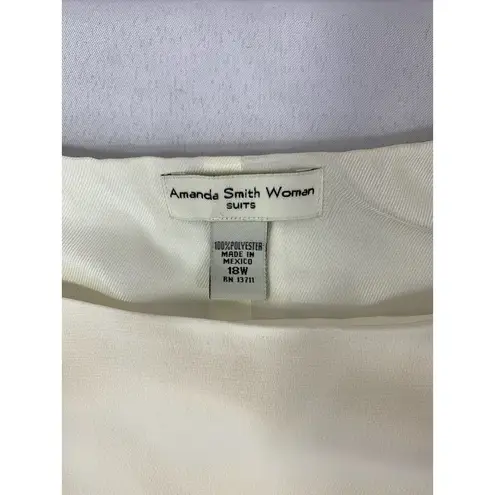 Amanda Smith Woman
SUITS
100%POLYESTER
MADE IN
MEXICO
18W
RN 13711